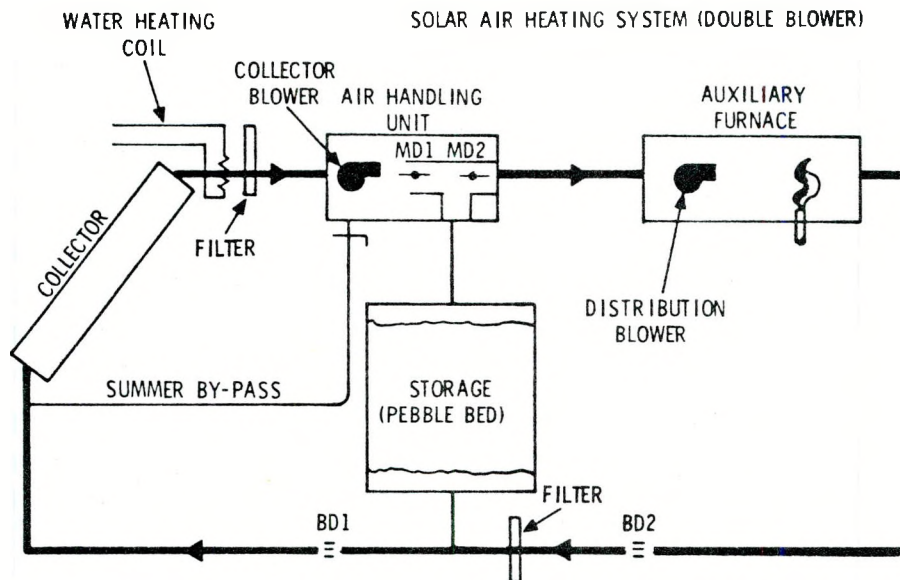 SOLAR AIR HEATING SYSTEM (DOUBLE BLOWER)
WATER HEATING
COIL
COLLECTOR
BLOWER
AIR HANDLING
UNIT
AUXILIARY
FURNACE
MD1 MD2
FILTER
COLLECTOR
DISTRIBUTION
BLOWER
SUMMER BY-PASS
STORAGE
(PEBBLE BED)
FILTER
BD1
BD2